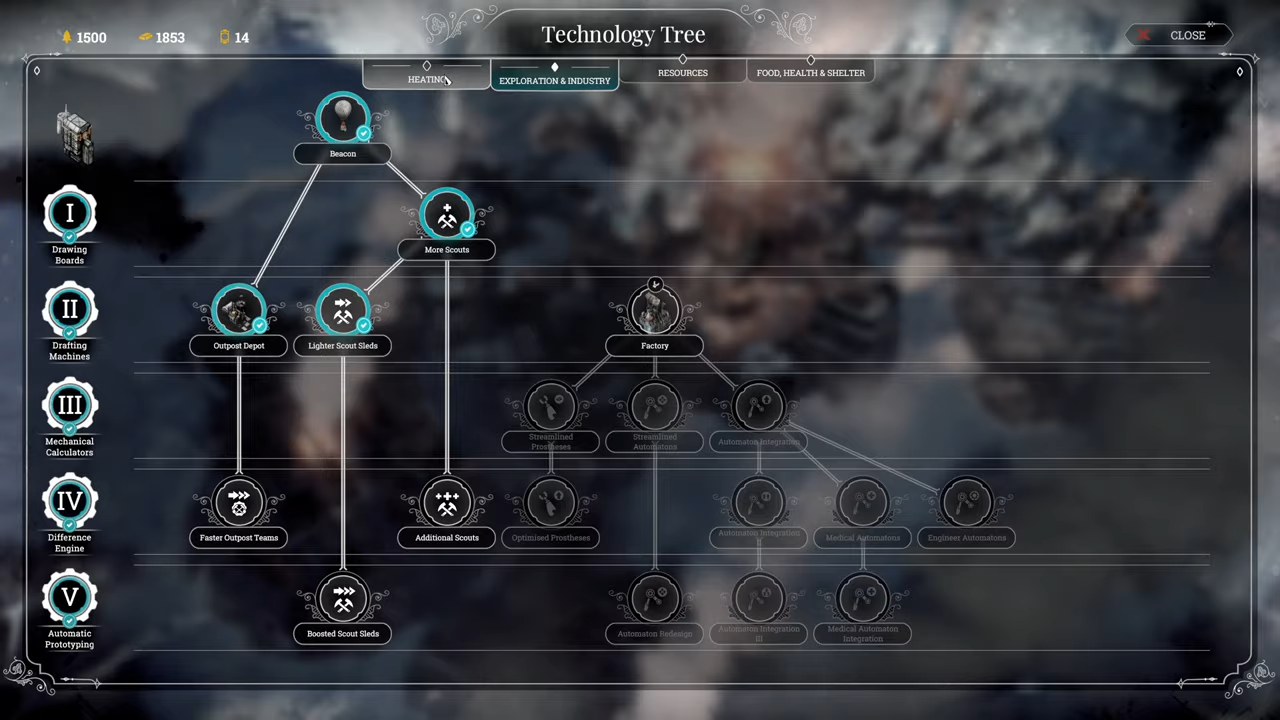 1500
1853
14
Technology Tree
CLOSE
HEATING
EXPLORATION & INDUSTRY
RESOURCES
FOOD, HEALTH & SHELTER
Beacon
I
Drawing
Boards
More Scouts
II
Drafting
Machines
Outpost Depot
Lighter Scout Sleds
Factory
III
Mechanical
Calculators
Streamlined
Prostheses
Streamlined
Automatons
Automaton Integration
IV
Difference
Engine
Faster Outpost Teams
Additional Scouts
Optimised Prostheses
Automaton Integration
Medical Automatons
Engineer Automatons
V
Automatic
Prototyping
Boosted Scout Sleds
Automaton Redesign
Automaton Integration
III
Medical Automaton
Integration